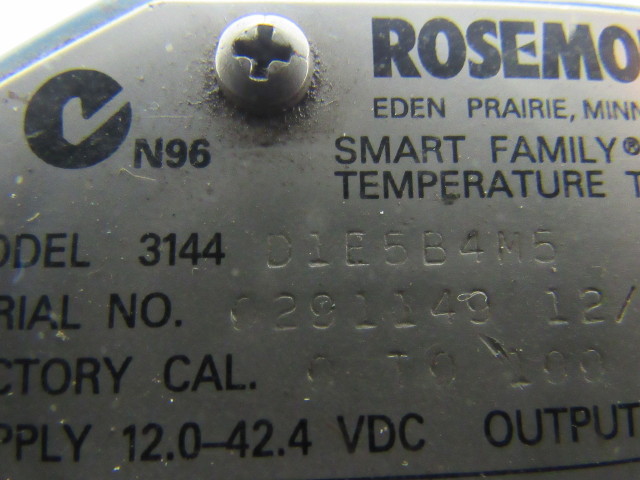 ROSEMO
EDEN PRAIRIE, MINN
N96
SMART FAMILY®
TEMPERATURE T
ODEL 3144 D1E5B4M5
RIAL NO. 0291149 12/
CTORY CAL. 0 TO 100
PPLY 12.0–42.4 VDC OUTPUT